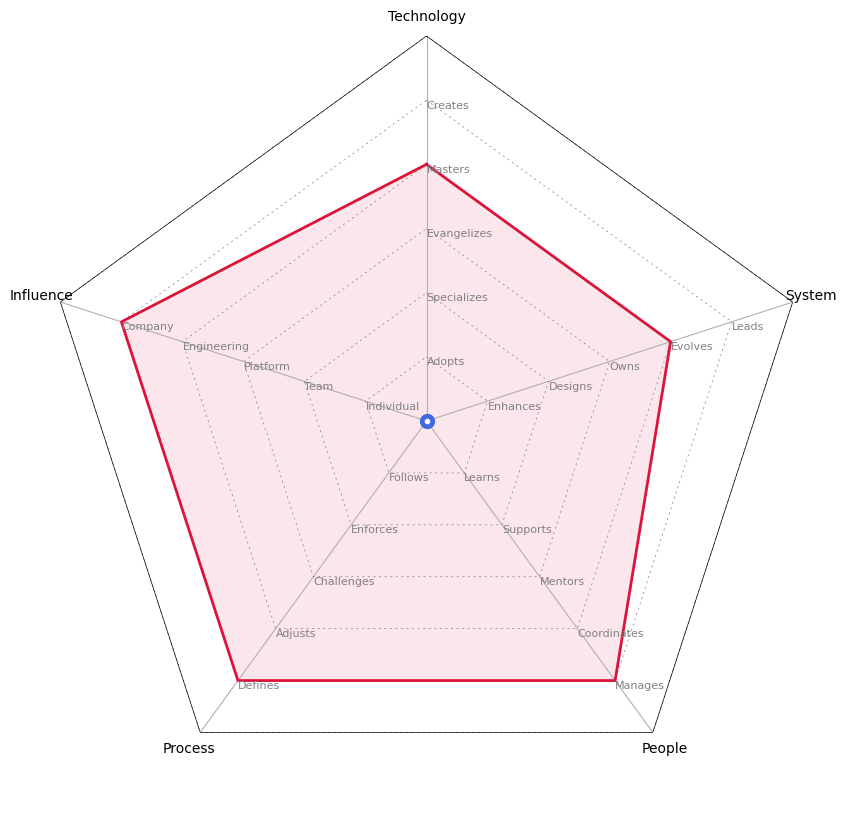 Technology
Creates
Masters
Evangelizes
Specializes
Adopts
Influence
System
Company
Leads
Engineering
Evolves
Platform
Owns
Team
Designs
Individual
Enhances
Follows
Learns
Enforces
Supports
Challenges
Mentors
Adjusts
Coordinates
Defines
Manages
Process
People